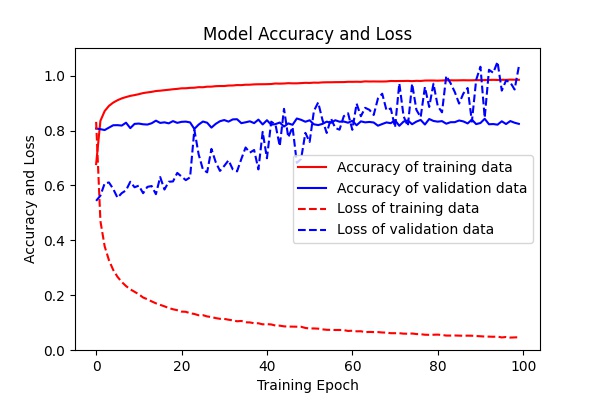 Model Accuracy and Loss
Accuracy and Loss
1.0
0.8
0.6
0.4
0.2
0.0
Accuracy of training data
Accuracy of validation data
Loss of training data
Loss of validation data
0 20 40 60 80 100
Training Epoch